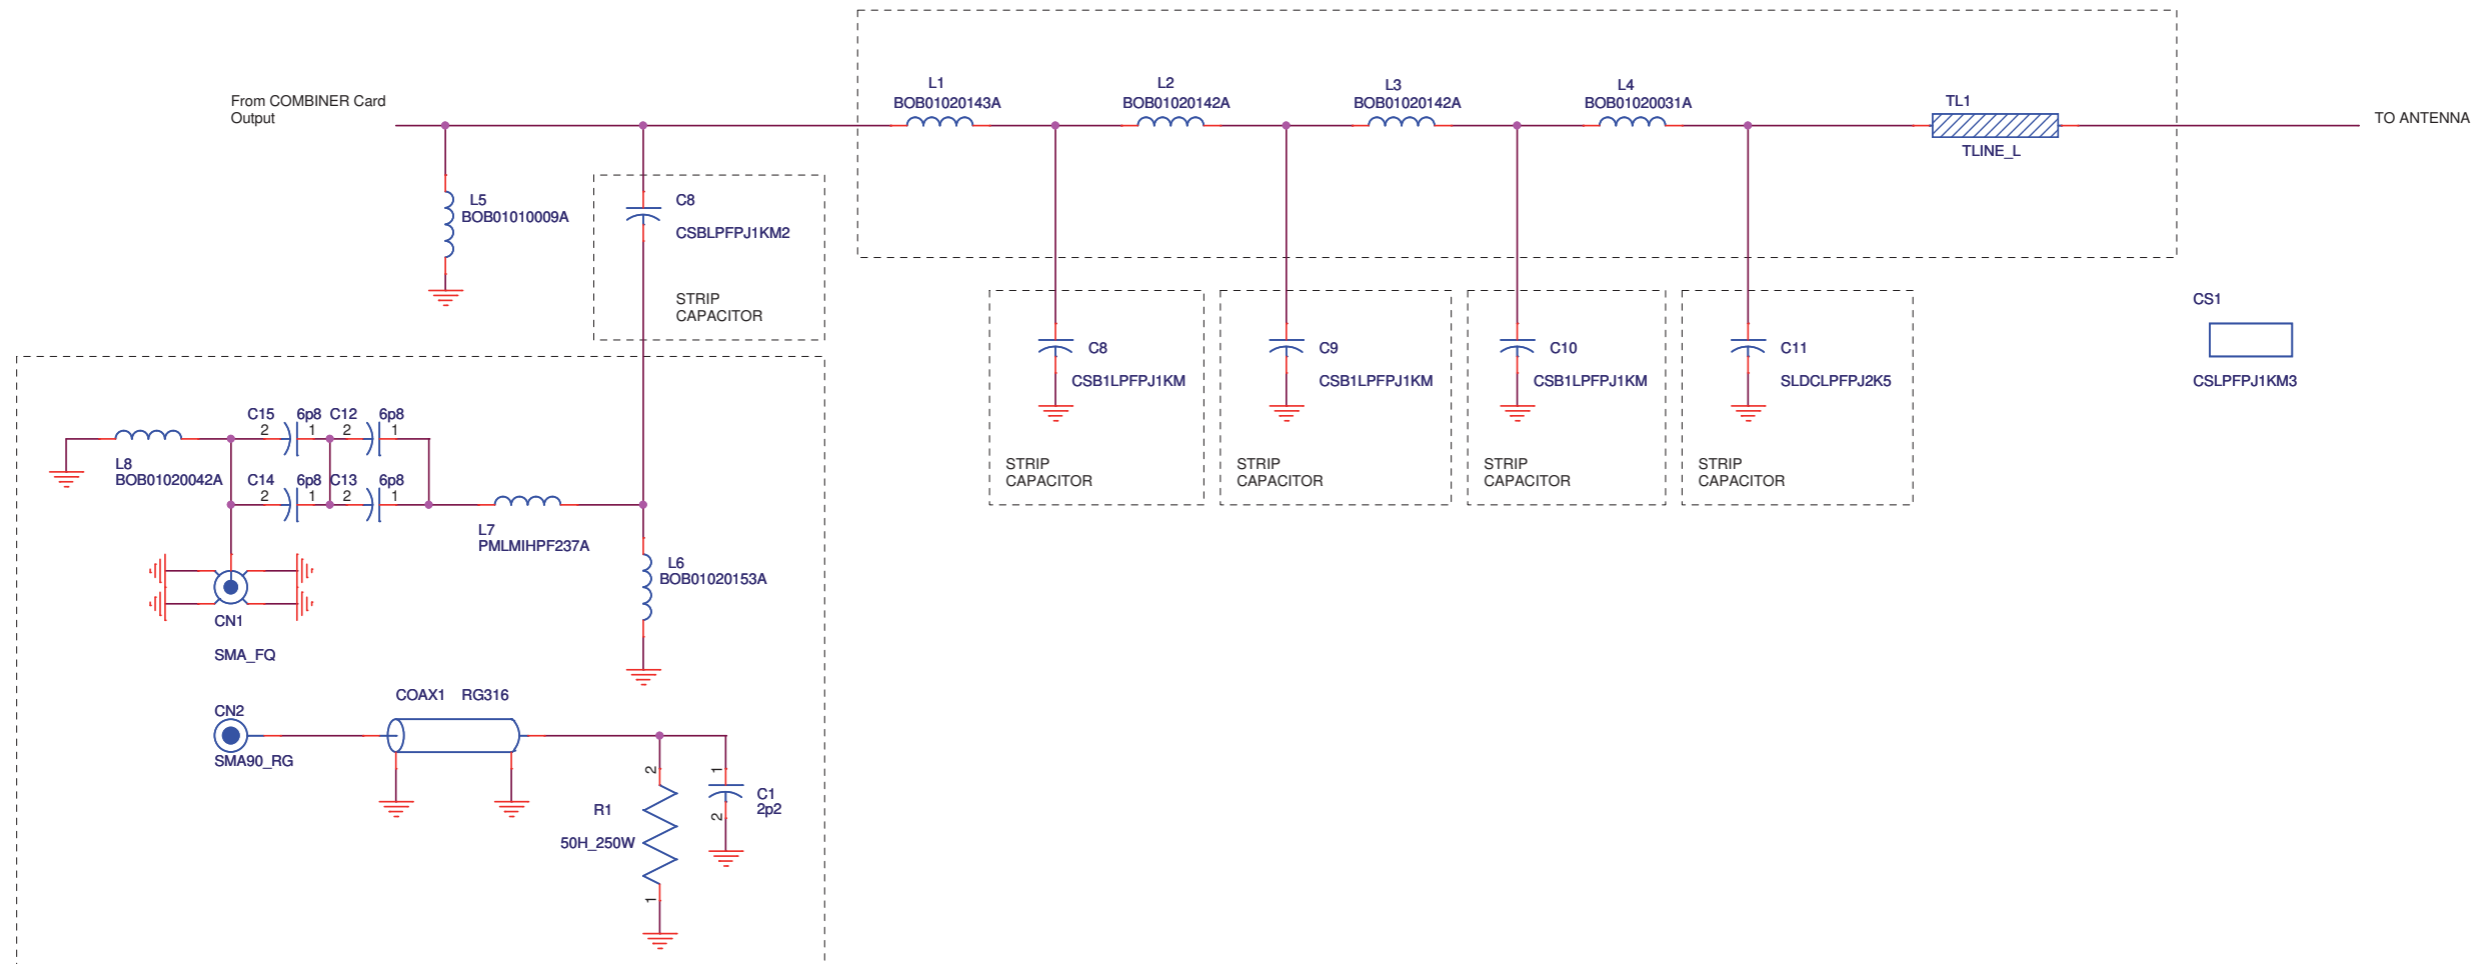 From COMBINER Card
Output
L1
BOB01020143A
L2
BOB01020142A
L3
BOB01020142A
L4
BOB01020031A
TL1
TLINE_L
TO ANTENNA
L5
BOB01010009A
C8
CSBLPFPJ1KM2
STRIP
CAPACITOR
C8
CSB1LPFPJ1KM
STRIP
CAPACITOR
C9
CSB1LPFPJ1KM
STRIP
CAPACITOR
C10
CSB1LPFPJ1KM
STRIP
CAPACITOR
C11
SLDCLPFPJ2K5
STRIP
CAPACITOR
CS1
CSLPFPJ1KM3
C15 6p8 C12 6p8
2 1 2 1
L8
BOB01020042A
C14 6p8 C13 6p8
2 1 2 1
L7
PMLMIHPF237A
L6
BOB01020153A
CN1
SMA_FQ
COAX1 RG316
CN2
SMA90_RG
2
R1
50H_250W
1
1
C1
2p2
2